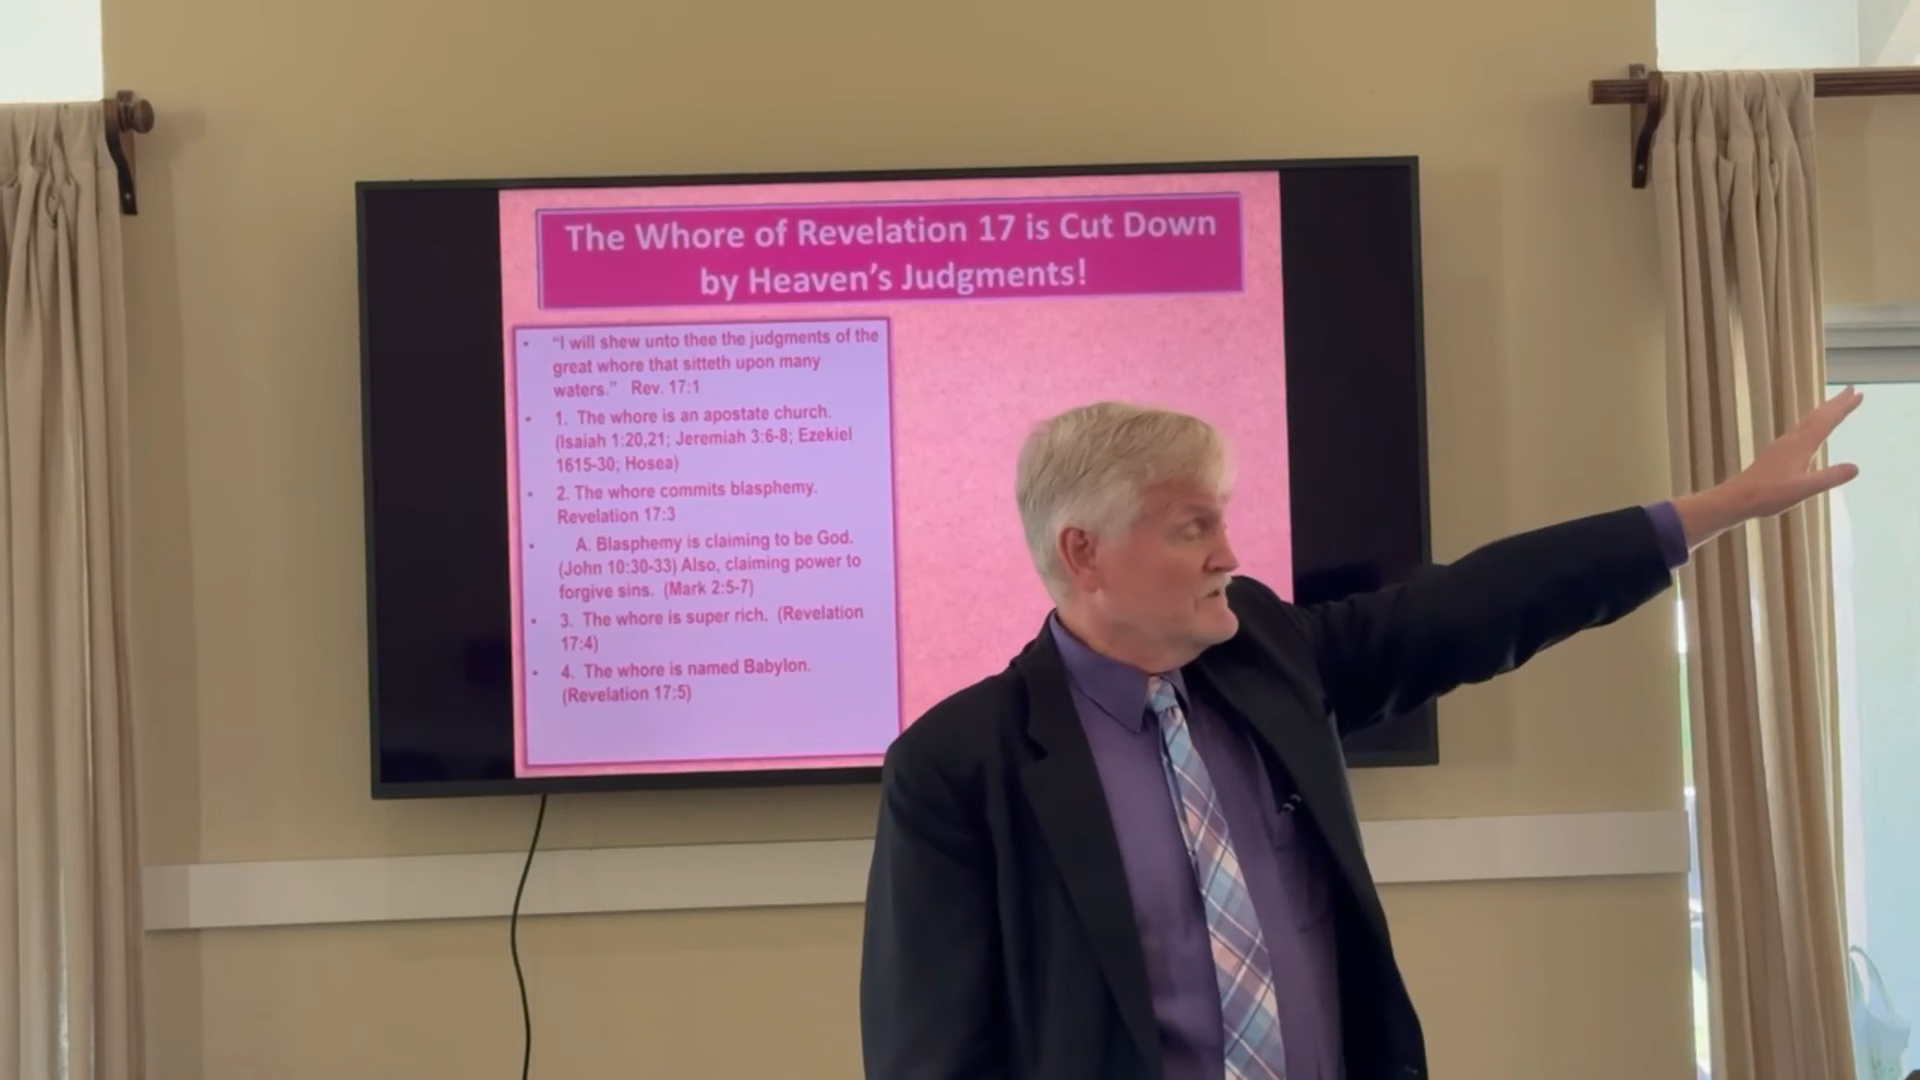 The Whore of Revelation 17 is Cut Down
by Heaven's Judgments!
• "I will shew unto thee the judgments of the
great whore that sitteth upon many
waters." Rev. 17:1
• 1. The whore is an apostate church.
(Isaiah 1:20,21; Jeremiah 3:6-8; Ezekiel
1615-30; Hosea)
• 2. The whore commits blasphemy.
Revelation 17:3
• A. Blasphemy is claiming to be God.
(John 10:30-33) Also, claiming power to
forgive sins. (Mark 2:5-7)
• 3. The whore is super rich. (Revelation
17:4)
• 4. The whore is named Babylon.
(Revelation 17:5)